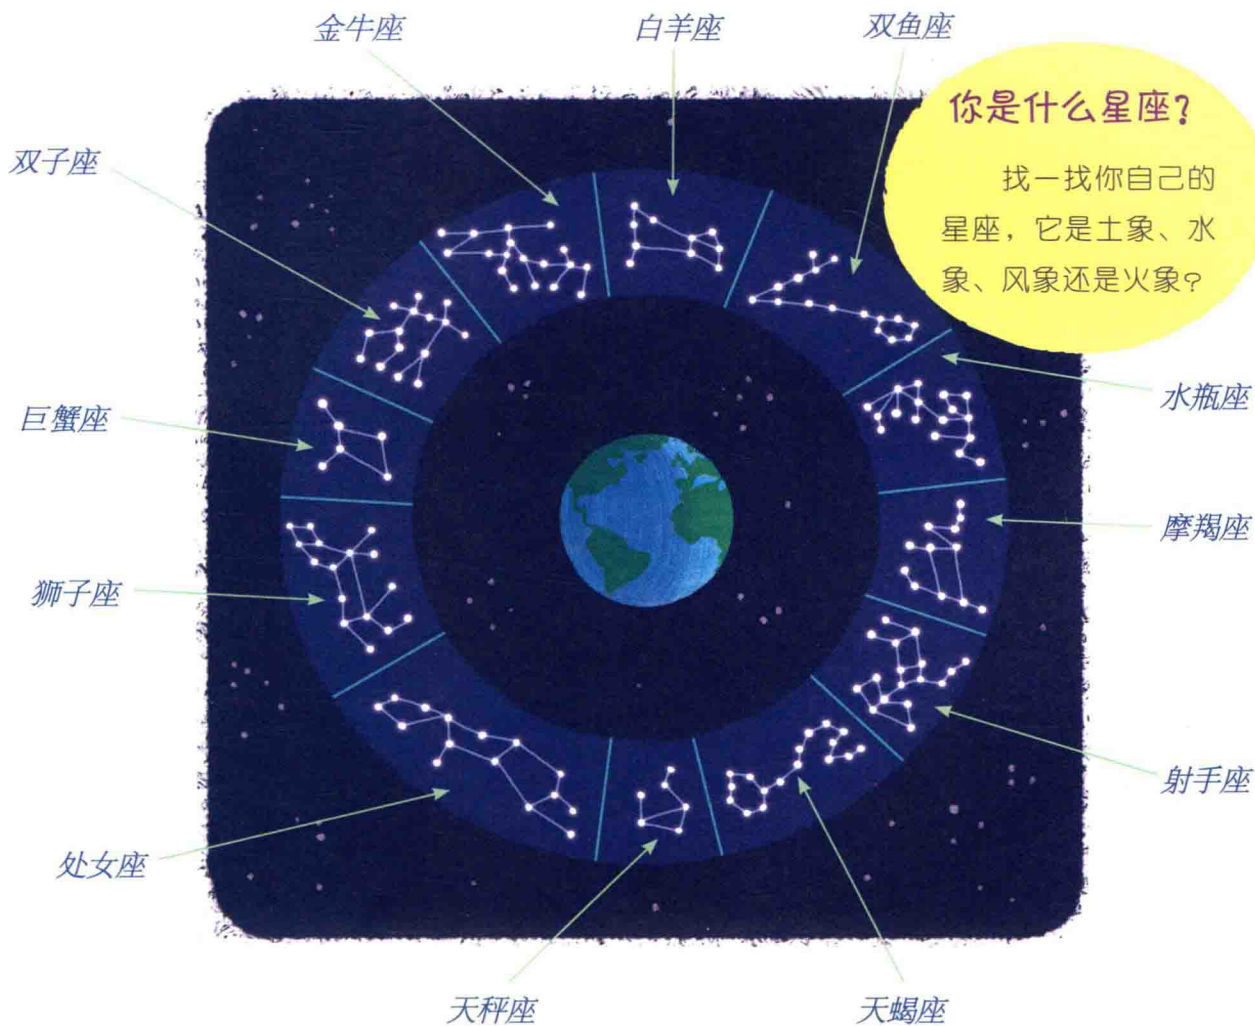 金牛座
白羊座
双鱼座
你是什么星座?
找一找你自己的
星座，它是土象、水
象、风象还是火象?
双子座
水瓶座
巨蟹座
摩羯座
狮子座
射手座
处女座
天秤座
天蝎座